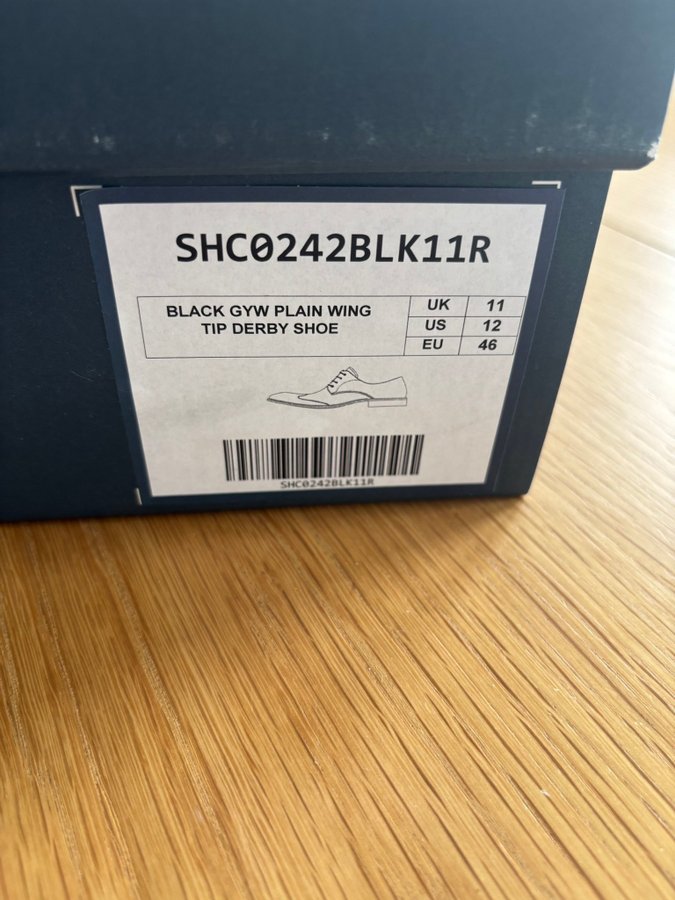 SHC0242BLK11R
BLACK GYW PLAIN WING
TIP DERBY SHOE
UK 11
US 12
EU 46
SHC0242BLK11R